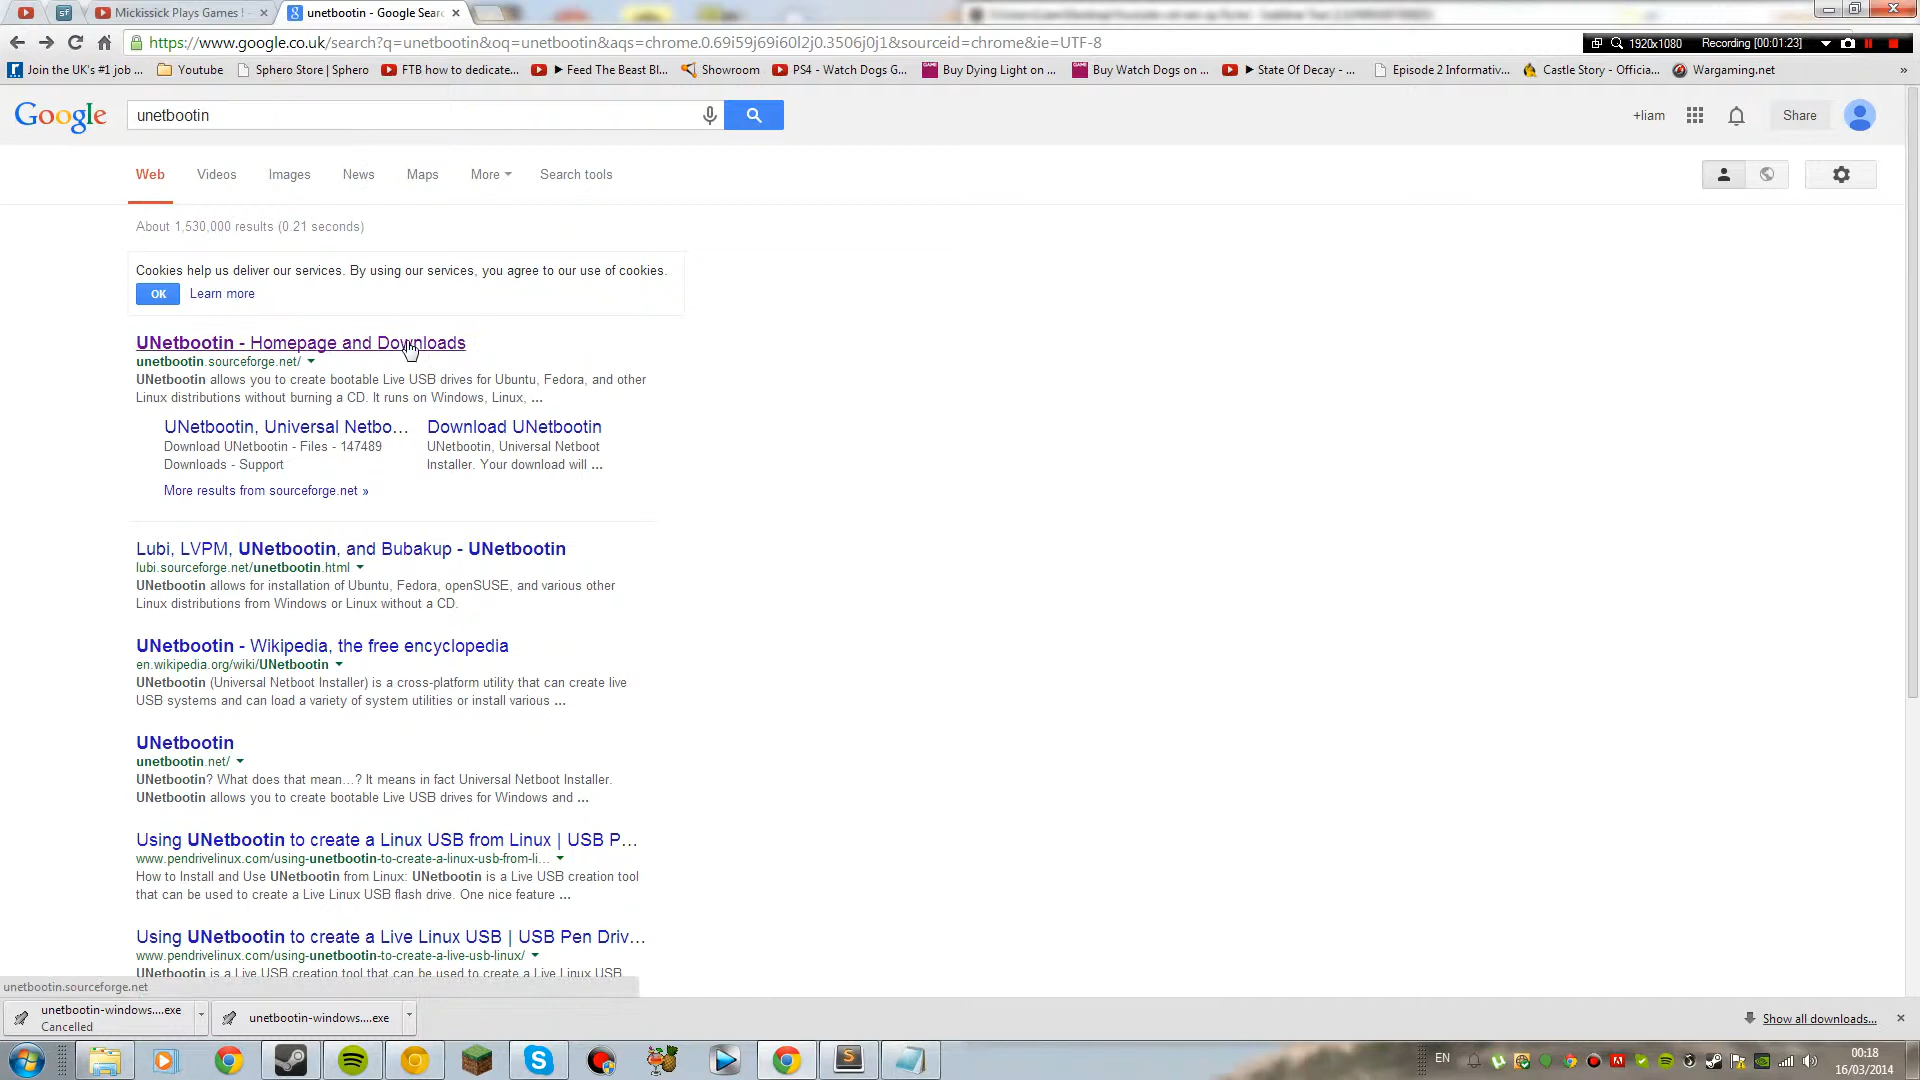 Mickissick Plays Games !
unetbootin - Google Sear
https://www.google.co.uk/search?q=unetbootin&oq=unetbootin&aqs=chrome.0.69i59j69i60l2j0.3506j0j1&sourceid=chrome&ie=UTF-8
1920x1080 Recording [00:01:23]
Join the UK's #1 job ... Youtube Sphero Store | Sphero FTB how to dedicate... Feed The Beast Bl... Showroom PS4 - Watch Dogs G... Buy Dying Light on ... Buy Watch Dogs on ... State Of Decay - ... Episode 2 Informativ... Castle Story - Officia... Wargaming.net »
Google unetbootin +liam Share
Web Videos Images News Maps More Search tools
About 1,530,000 results (0.21 seconds)
Cookies help us deliver our services. By using our services, you agree to our use of cookies.
OK Learn more
UNetbootin - Homepage and Downloads
unetbootin.sourceforge.net/
UNetbootin allows you to create bootable Live USB drives for Ubuntu, Fedora, and other
Linux distributions without burning a CD. It runs on Windows, Linux, ...
UNetbootin, Universal Netbo... Download UNetbootin
Download UNetbootin - Files - 147489 UNetbootin, Universal Netboot
Downloads - Support Installer. Your download will ...
More results from sourceforge.net »
Lubi, LVPM, UNetbootin, and Bubakup - UNetbootin
lubi.sourceforge.net/unetbootin.html
UNetbootin allows for installation of Ubuntu, Fedora, openSUSE, and various other
Linux distributions from Windows or Linux without a CD.
UNetbootin - Wikipedia, the free encyclopedia
en.wikipedia.org/wiki/UNetbootin
UNetbootin (Universal Netboot Installer) is a cross-platform utility that can create live
USB systems and can load a variety of system utilities or install various ...
UNetbootin
unetbootin.net/
UNetbootin? What does that mean...? It means in fact Universal Netboot Installer.
UNetbootin allows you to create bootable Live USB drives for Windows and ...
Using UNetbootin to create a Linux USB from Linux | USB P...
www.pendrivelinux.com/using-unetbootin-to-create-a-linux-usb-from-li...
How to Install and Use UNetbootin from Linux: UNetbootin is a Live USB creation tool
that can be used to create a Live Linux USB flash drive. One nice feature ...
Using UNetbootin to create a Live Linux USB | USB Pen Driv...
www.pendrivelinux.com/using-unetbootin-to-create-a-live-usb-linux/
UNetbootin is a Live USB creation tool that can be used to create a Live Linux USB
unetbootin.sourceforge.net
unetbootin-windows....exe
Cancelled
unetbootin-windows....exe
Show all downloads...
EN
00:18
16/03/2014